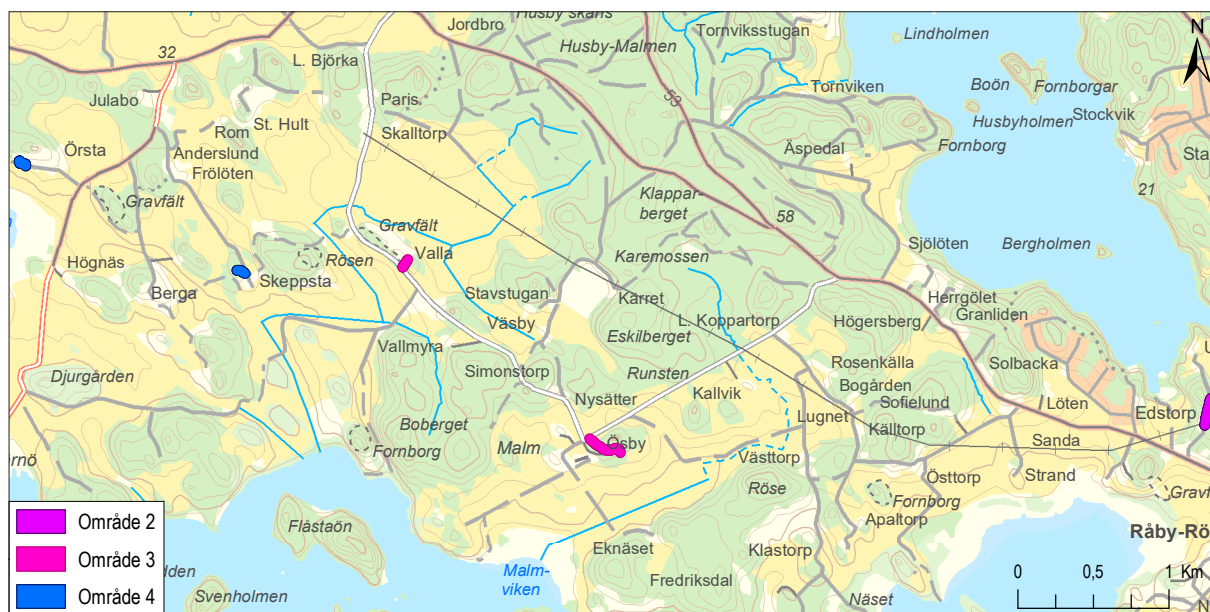 Jordbro
Husby skans
Tornviksstugan
Lindholmen
N
32
L. Björka
Husby-Malmen
Julabo
Paris
53
Tornviken
Boön
Fornborgar
Rom
St. Hult
Skalltorp
Husbyholmen
Stockvik
Örsta
Anderslund
Frölöten
Äspedal
Fornborg
Sta
Gravfält
Klappar-
berget
21
Gravfält
58
Högnäs
Rösen
Valla
Karemossen
Sjölöten
Bergholmen
Berga
Skeppsta
Stavstugan
Kärret
Herrgölet
Granliden
Väsby
L. Koppartorp
Högersberg
Vallmyra
Eskilberget
Djurgården
Simonstorp
Runsten
Rosenkälla
Solbacka
Nysätter
Kallvik
Bogården
Sofielund
Boberget
Lugnet
Löten
Edstorp
Fornborg
Malm
Ösby
Källtorp
Sanda
Västtorp
Östtorp
Strand
Röse
Fornborg
Gravf
Område 2
Flåstaön
Apaltorp
Råby-Rö
Område 3
Eknäset
Klastorp
Malm-
viken
Fredriksdal
0
0,5
1 Km
Område 4
Svenholmen
Näset
N